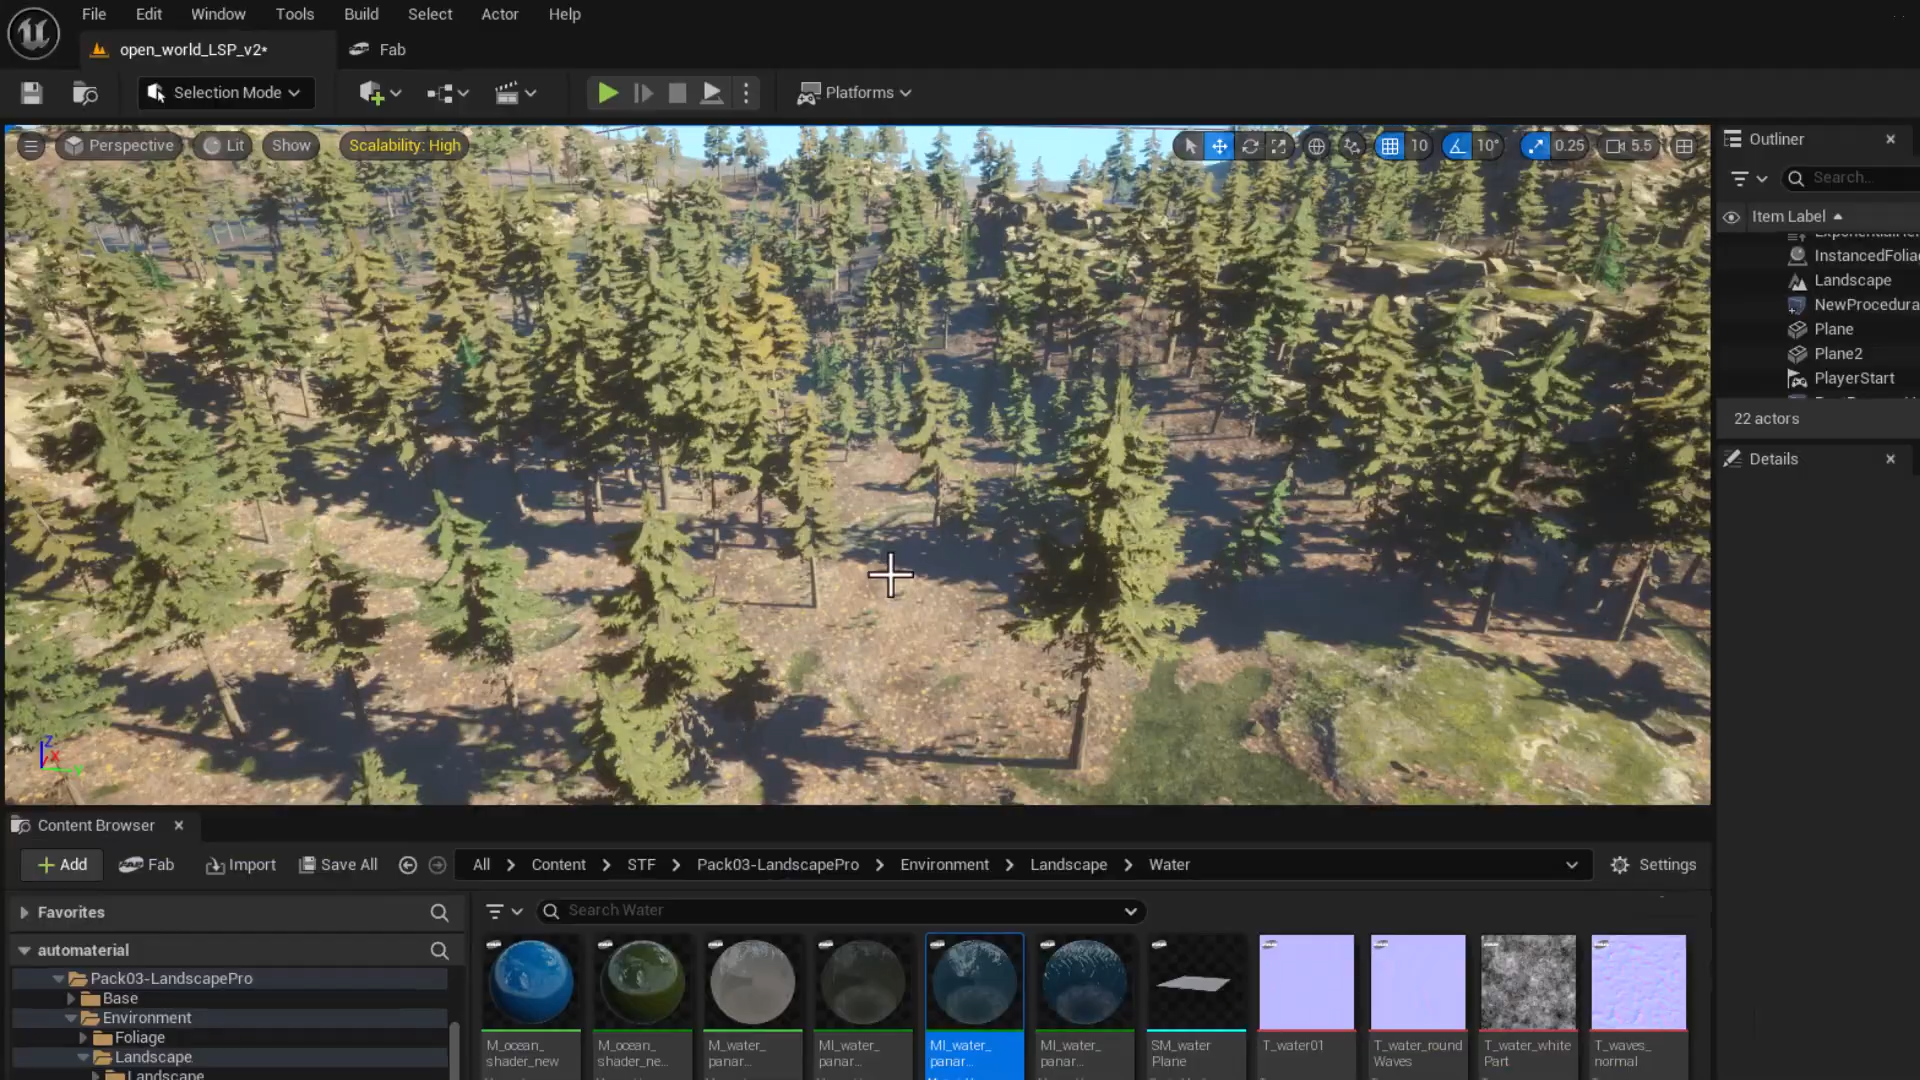 File Edit Window Tools Build Select Actor Help
open_world_LSP_v2* Fab
Selection Mode Platforms
Perspective Lit Show Scalability: High 10 10° 0.25 5.5
Outliner
Search...
Item Label
InstancedFolia
Landscape
NewProcedura
Plane
Plane2
PlayerStart
22 actors
Details
Z
X
Y
Content Browser
Add Fab Import Save All All Content STF Pack03-LandscapePro Environment Landscape Water Settings
Favorites
Search Water
automaterial
Pack03-LandscapePro
Base
Environment
Foliage
Landscape
Landscape
M_ocean_
shader_new
M_ocean_
shader_ne...
M_water_
panar...
MI_water_
panar...
MI_water_
panar...
MI_water_
panar...
SM_water
Plane
T_water01
T_water_round
Waves
T_water_white
Part
T_waves_
normal